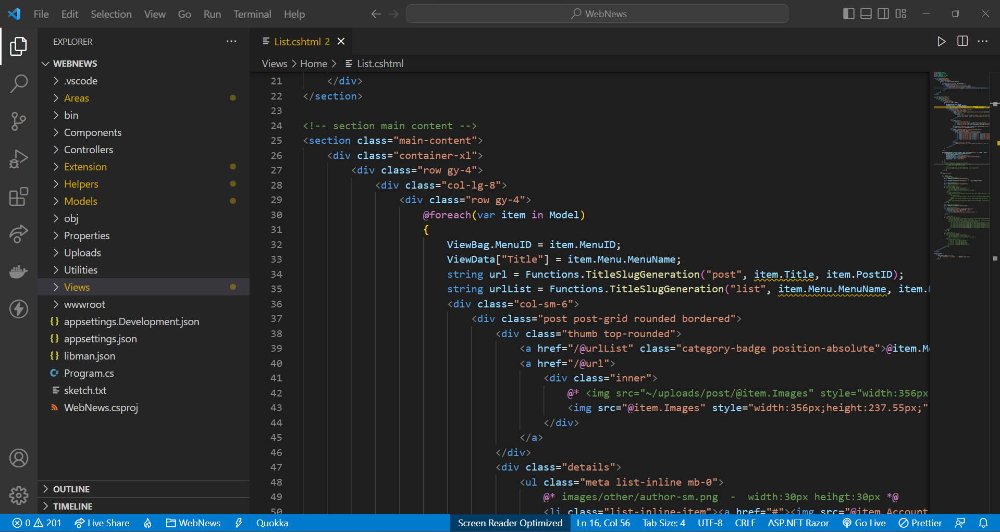 File Edit Selection View Go Run Terminal Help
WebNews
EXPLORER
WEBNEWS
.vscode
Areas
bin
Components
Controllers
Extension
Helpers
Models
obj
Properties
Uploads
Utilities
Views
wwwroot
{} appsettings.Development.json
{} appsettings.json
{} libman.json
C# Program.cs
sketch.txt
WebNews.csproj
OUTLINE
TIMELINE
List.cshtml 2
Views > Home > List.cshtml
21 </div>
22 </section>
23
24 <!-- section main content -->
25 <section class="main-content">
26 <div class="container-xl">
27 <div class="row gy-4">
28 <div class="col-lg-8">
29 <div class="row gy-4">
30 @foreach(var item in Model)
31 {
32 ViewBag.MenuID = item.MenuID;
33 ViewData["Title"] = item.Menu.MenuName;
34 string url = Functions.TitleSlugGeneration("post", item.Title, item.PostID);
35 string urlList = Functions.TitleSlugGeneration("list", item.Menu.MenuName, item.
36 <div class="col-sm-6">
37 <div class="post post-grid rounded bordered">
38 <div class="thumb top-rounded">
39 <a href="/@urlList" class="category-badge position-absolute">@item.M
40 <a href="/@url">
41 <div class="inner">
42 @* <img src="~/uploads/post/@item.Images" style="width:356px
43 <img src="@item.Images" style="width:356px;height:237.55px;"
44 </div>
45 </a>
46 </div>
47 <div class="details">
48 <ul class="meta list-inline mb-0">
49 @* images/other/author-sm.png - width:30px heihgt:30px *@
50 <li class="list-inline-item"><a href="#"><img src="@item.Account
0 201 Live Share WebNews Quokka Screen Reader Optimized Ln 16, Col 56 Tab Size: 4 UTF-8 CRLF ASP.NET Razor Go Live Prettier